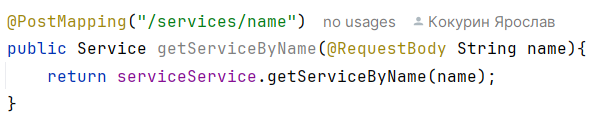 @PostMapping("/services/name") no usages Кокурин Ярослав
public Service getServiceByName(@RequestBody String name){
    return serviceService.getServiceByName(name);
}